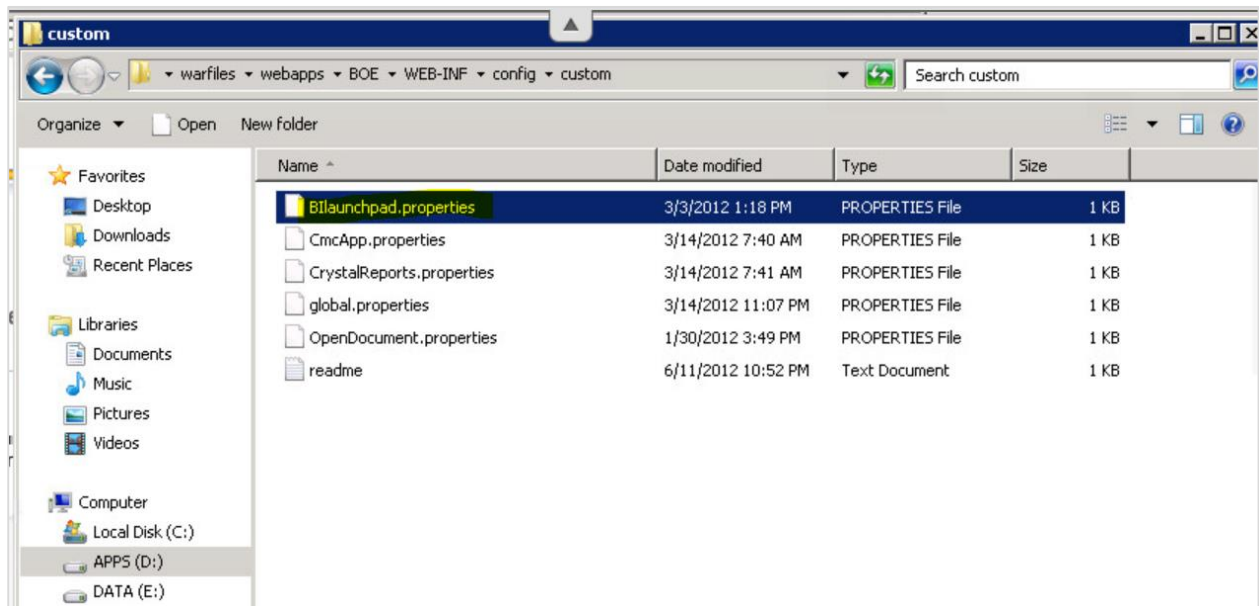 custom
warfiles webapps BOE WEB-INF config custom
Search custom
Organize Open New folder
Favorites
Desktop
Downloads
Recent Places
Libraries
Documents
Music
Pictures
Videos
Computer
Local Disk (C:)
APPS (D:)
DATA (E:)
Name Date modified Type Size
BIlaunchpad.properties 3/3/2012 1:18 PM PROPERTIES File 1 KB
CmcApp.properties 3/14/2012 7:40 AM PROPERTIES File 1 KB
CrystalReports.properties 3/14/2012 7:41 AM PROPERTIES File 1 KB
global.properties 3/14/2012 11:07 PM PROPERTIES File 1 KB
OpenDocument.properties 1/30/2012 3:49 PM PROPERTIES File 1 KB
readme 6/11/2012 10:52 PM Text Document 1 KB